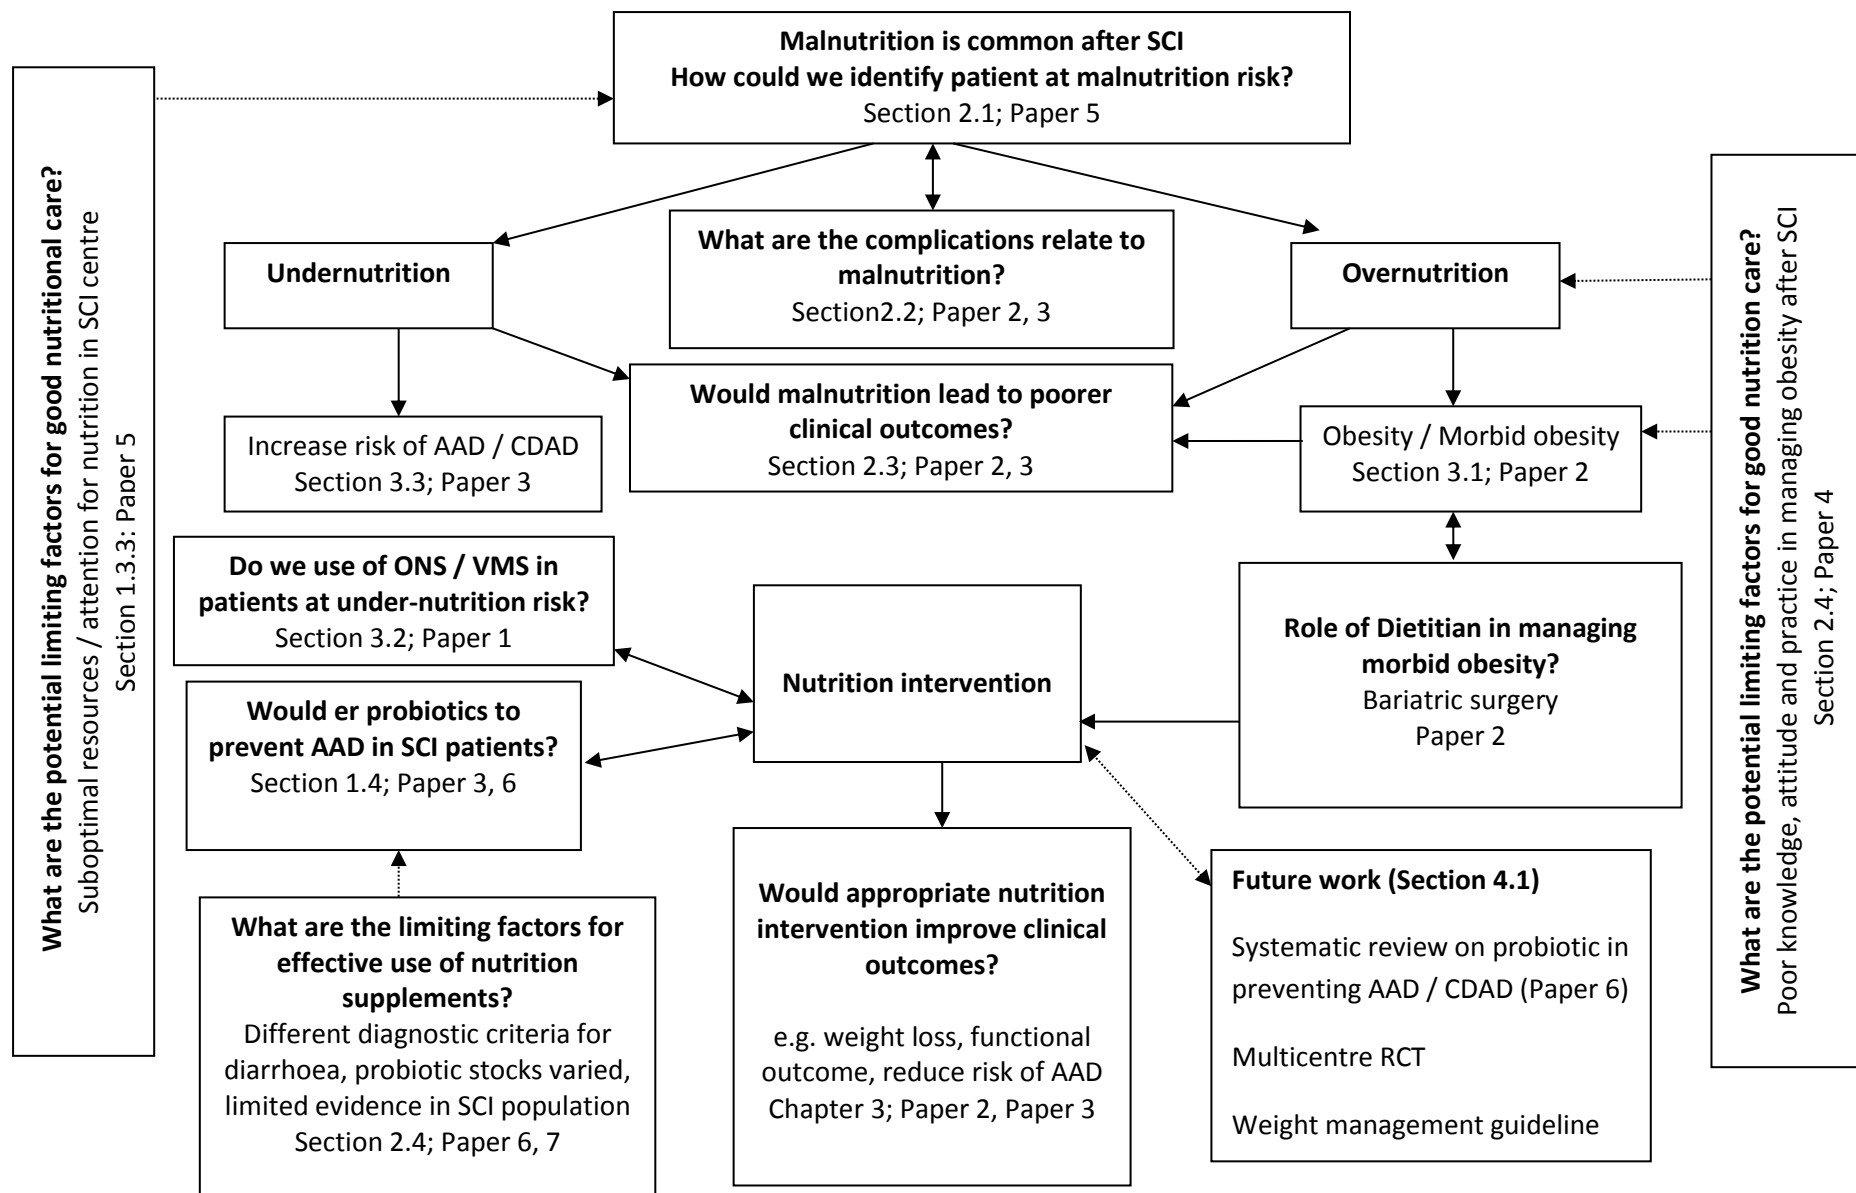 Malnutrition is common after SCI
How could we identify patient at malnutrition risk?
Section 2.1; Paper 5
What are the potential limiting factors for good nutritional care?
Suboptimal resources / attention for nutrition in SCI centre
Section 1.3.3: Paper 5
What are the potential limiting factors for good nutrition care?
Poor knowledge, attitude and practice in managing obesity after SCI
Section 2.4; Paper 4
Undernutrition
What are the complications relate to
malnutrition?
Section2.2; Paper 2, 3
Overnutrition
Would malnutrition lead to poorer
clinical outcomes?
Section 2.3; Paper 2, 3
Increase risk of AAD / CDAD
Section 3.3; Paper 3
Obesity / Morbid obesity
Section 3.1; Paper 2
Do we use of ONS / VMS in
patients at under-nutrition risk?
Section 3.2; Paper 1
Nutrition intervention
Role of Dietitian in managing
morbid obesity?
Bariatric surgery
Paper 2
Would er probiotics to
prevent AAD in SCI patients?
Section 1.4; Paper 3, 6
What are the limiting factors for
effective use of nutrition
supplements?
Different diagnostic criteria for
diarrhoea, probiotic stocks varied,
limited evidence in SCI population
Section 2.4; Paper 6, 7
Would appropriate nutrition
intervention improve clinical
outcomes?
e.g. weight loss, functional
outcome, reduce risk of AAD
Chapter 3; Paper 2, Paper 3
Future work (Section 4.1)
Systematic review on probiotic in
preventing AAD / CDAD (Paper 6)
Multicentre RCT
Weight management guideline